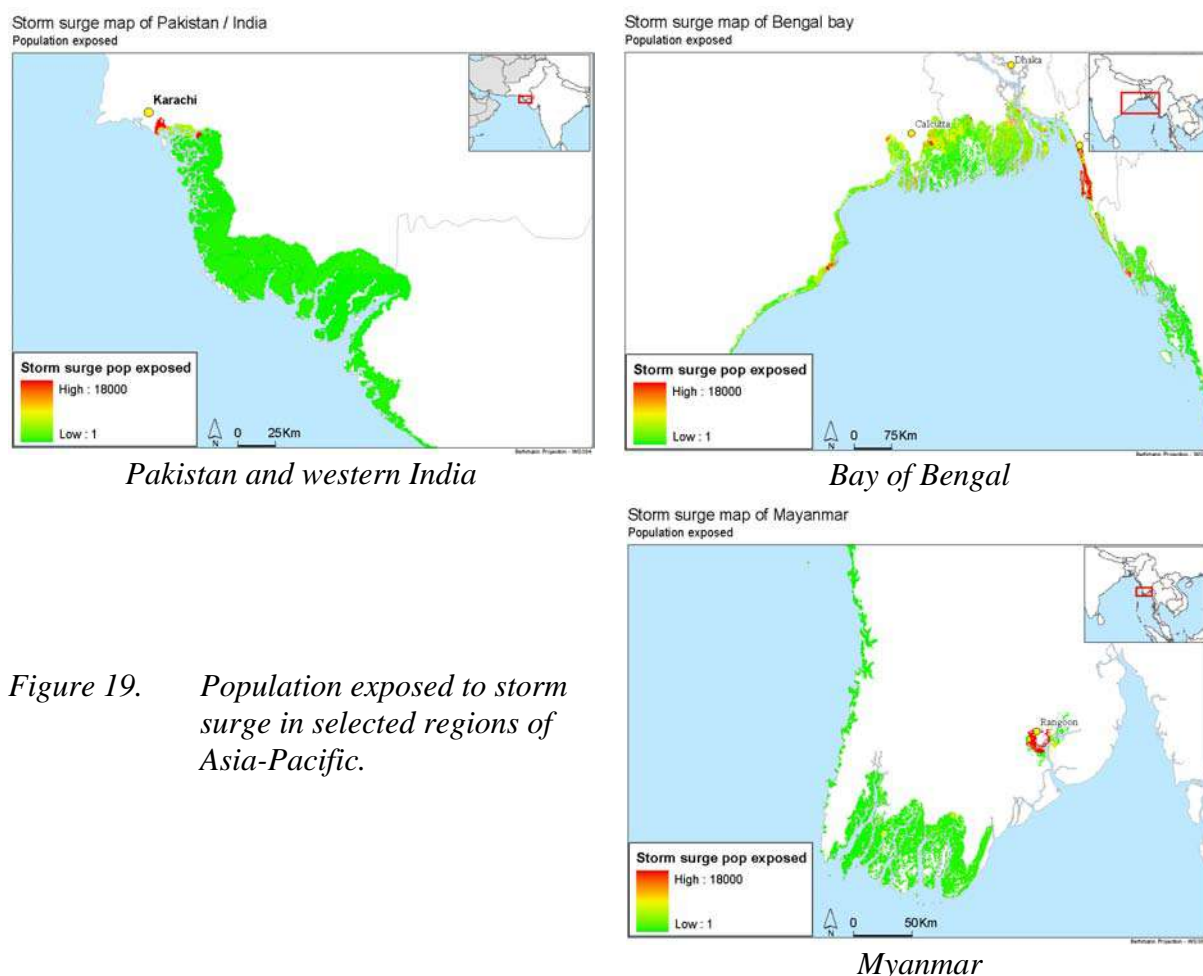 Storm surge map of Pakistan / India
Population exposed
Karachi
Storm surge pop exposed
High : 18000
Low : 1
N
0 25Km
Pakistan and western India
Storm surge map of Bengal bay
Population exposed
Dhaka
Calcutta
Storm surge pop exposed
High : 18000
Low : 1
N
0 75Km
Bay of Bengal
Storm surge map of Mayanmar
Population exposed
Rangoon
Storm surge pop exposed
High : 18000
Low : 1
N
0 50Km
Myanmar
Figure 19. Population exposed to storm
surge in selected regions of
Asia-Pacific.